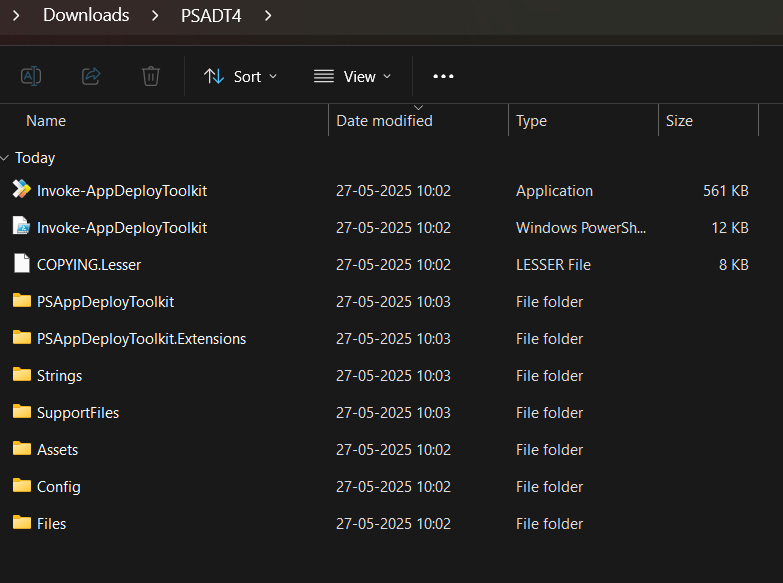 Downloads PSADT4
Sort View
Name Date modified Type Size
Today
Invoke-AppDeployToolkit 27-05-2025 10:02 Application 561 KB
Invoke-AppDeployToolkit 27-05-2025 10:02 Windows PowerSh... 12 KB
COPYING.Lesser 27-05-2025 10:02 LESSER File 8 KB
PSAppDeployToolkit 27-05-2025 10:03 File folder
PSAppDeployToolkit.Extensions 27-05-2025 10:03 File folder
Strings 27-05-2025 10:03 File folder
SupportFiles 27-05-2025 10:03 File folder
Assets 27-05-2025 10:02 File folder
Config 27-05-2025 10:02 File folder
Files 27-05-2025 10:02 File folder